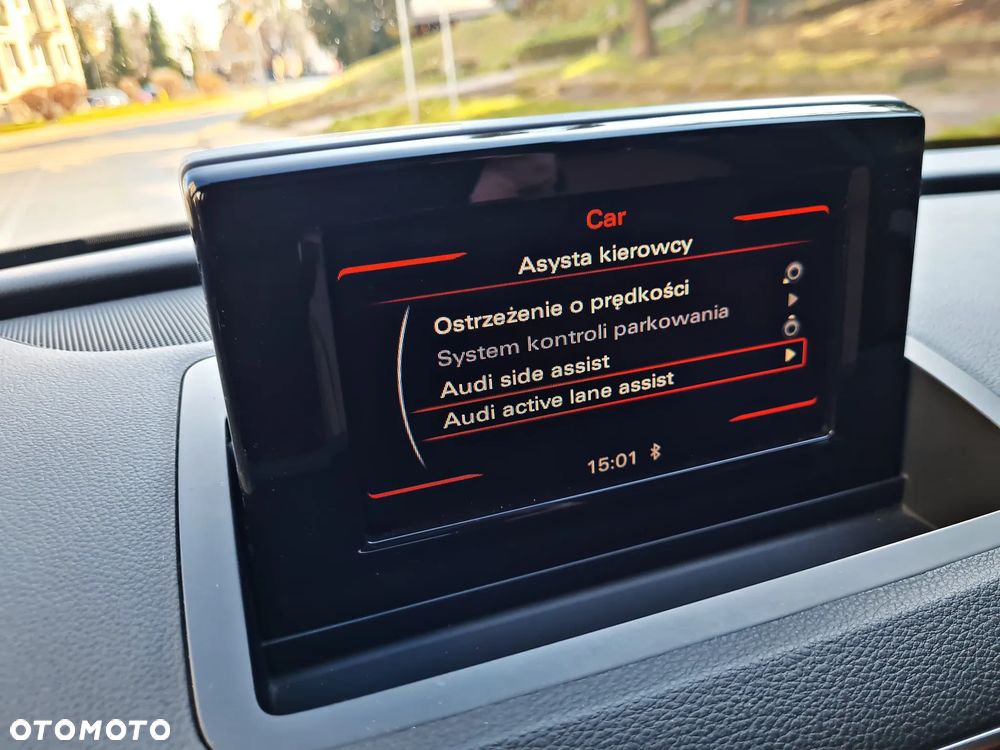 Car
Asysta kierowcy
Ostrzeżenie o prędkości
System kontroli parkowania
Audi side assist
Audi active lane assist
15:01
OTOMOTO